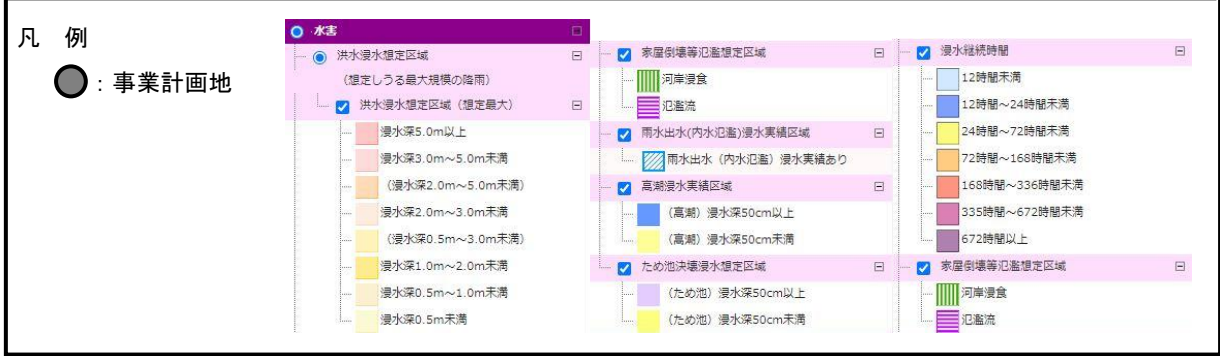 凡 例
：事業計画地
水害
洪水浸水想定区域
（想定しうる最大規模の降雨）
洪水浸水想定区域（想定最大）
浸水深5.0m以上
浸水深3.0m～5.0m未満
（浸水深2.0m～5.0m未満）
浸水深2.0m～3.0m未満
（浸水深0.5m～3.0m未満）
浸水深1.0m～2.0m未満
浸水深0.5m～1.0m未満
浸水深0.5m未満
家屋倒壊等氾濫想定区域
河岸浸食
氾濫流
雨水出水(内水氾濫)浸水実績区域
雨水出水（内水氾濫）浸水実績あり
高潮浸水実績区域
（高潮）浸水深50cm以上
（高潮）浸水深50cm未満
ため池決壊浸水想定区域
（ため池）浸水深50cm以上
（ため池）浸水深50cm未満
浸水継続時間
12時間未満
12時間～24時間未満
24時間～72時間未満
72時間～168時間未満
168時間～336時間未満
335時間～672時間未満
672時間以上
家屋倒壊等氾濫想定区域
河岸浸食
氾濫流